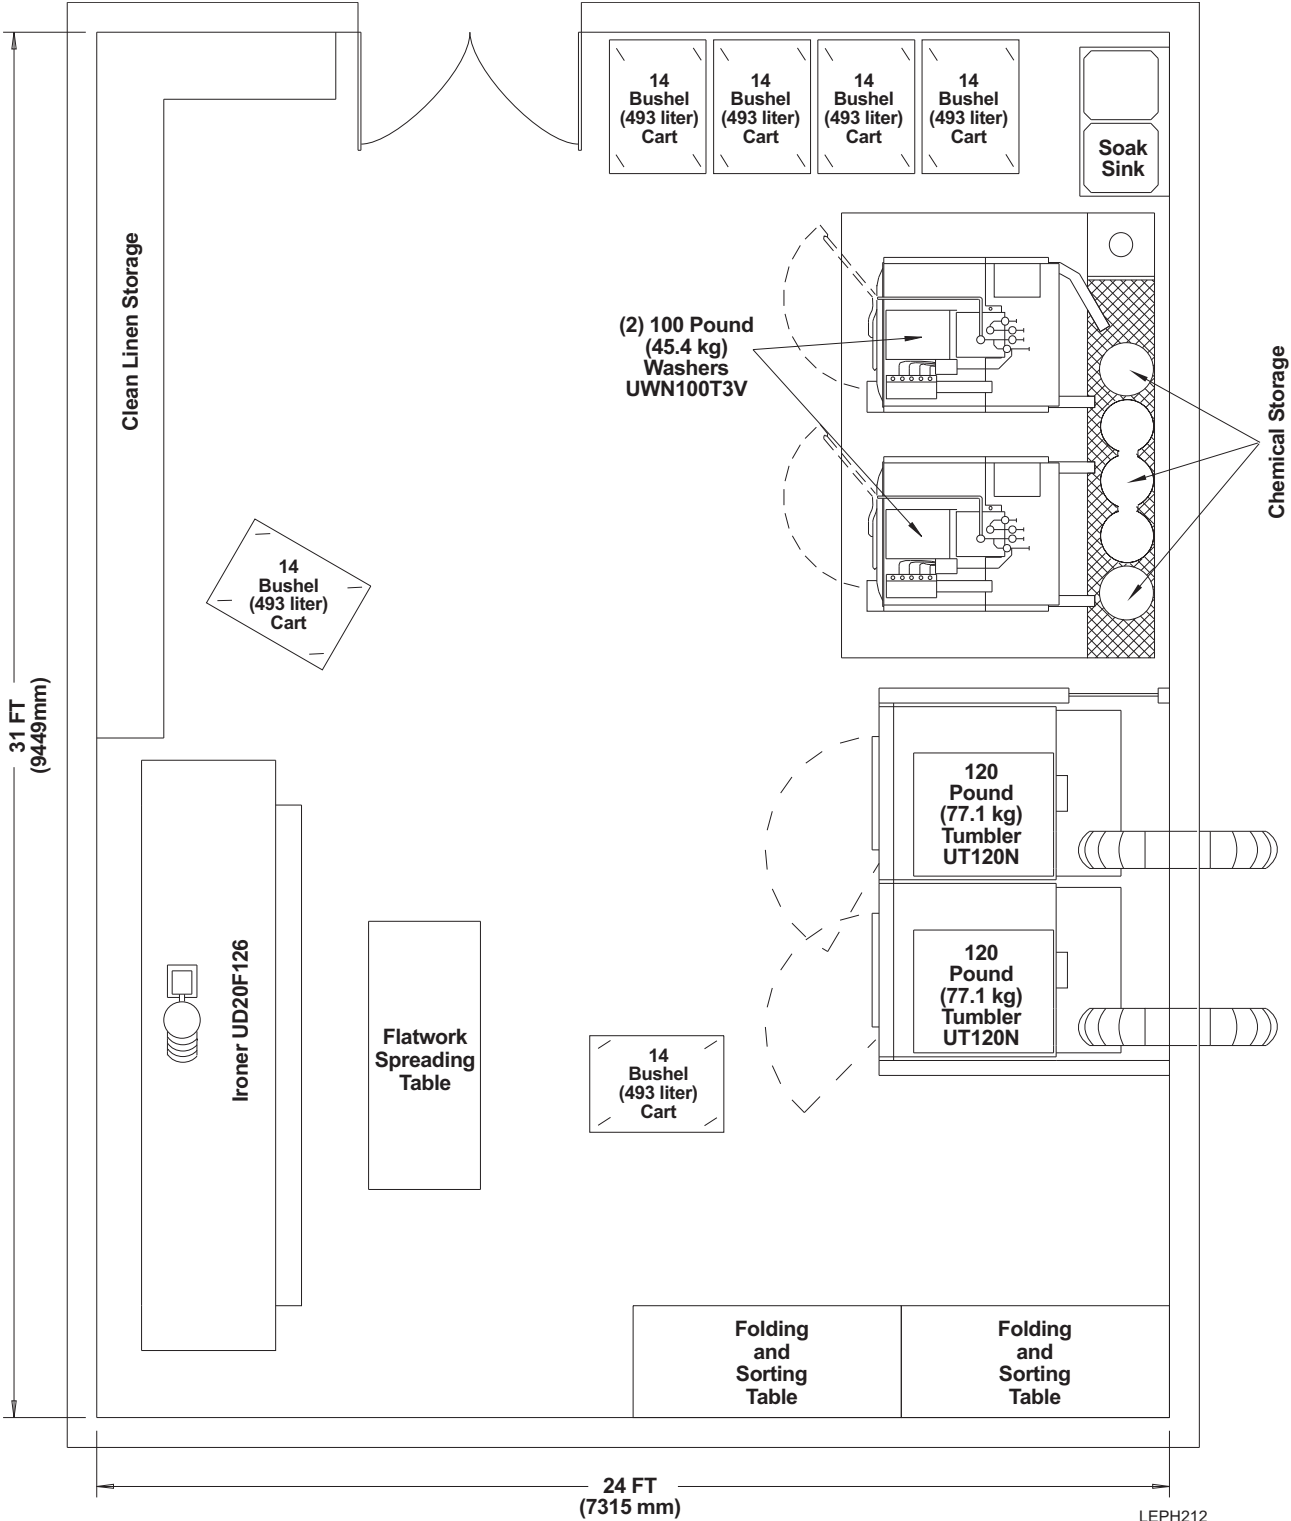 14
Bushel
(493 liter)
Cart
14
Bushel
(493 liter)
Cart
14
Bushel
(493 liter)
Cart
14
Bushel
(493 liter)
Cart
Soak
Sink
Clean Linen Storage
(2) 100 Pound
(45.4 kg)
Washers
UWN100T3V
Chemical Storage
14
Bushel
(493 liter)
Cart
31 FT
(9449mm)
120
Pound
(77.1 kg)
Tumbler
UT120N
Ironer UD20F126
120
Pound
(77.1 kg)
Tumbler
UT120N
Flatwork
Spreading
Table
14
Bushel
(493 liter)
Cart
Folding
and
Sorting
Table
Folding
and
Sorting
Table
24 FT
(7315 mm)
LEPH212